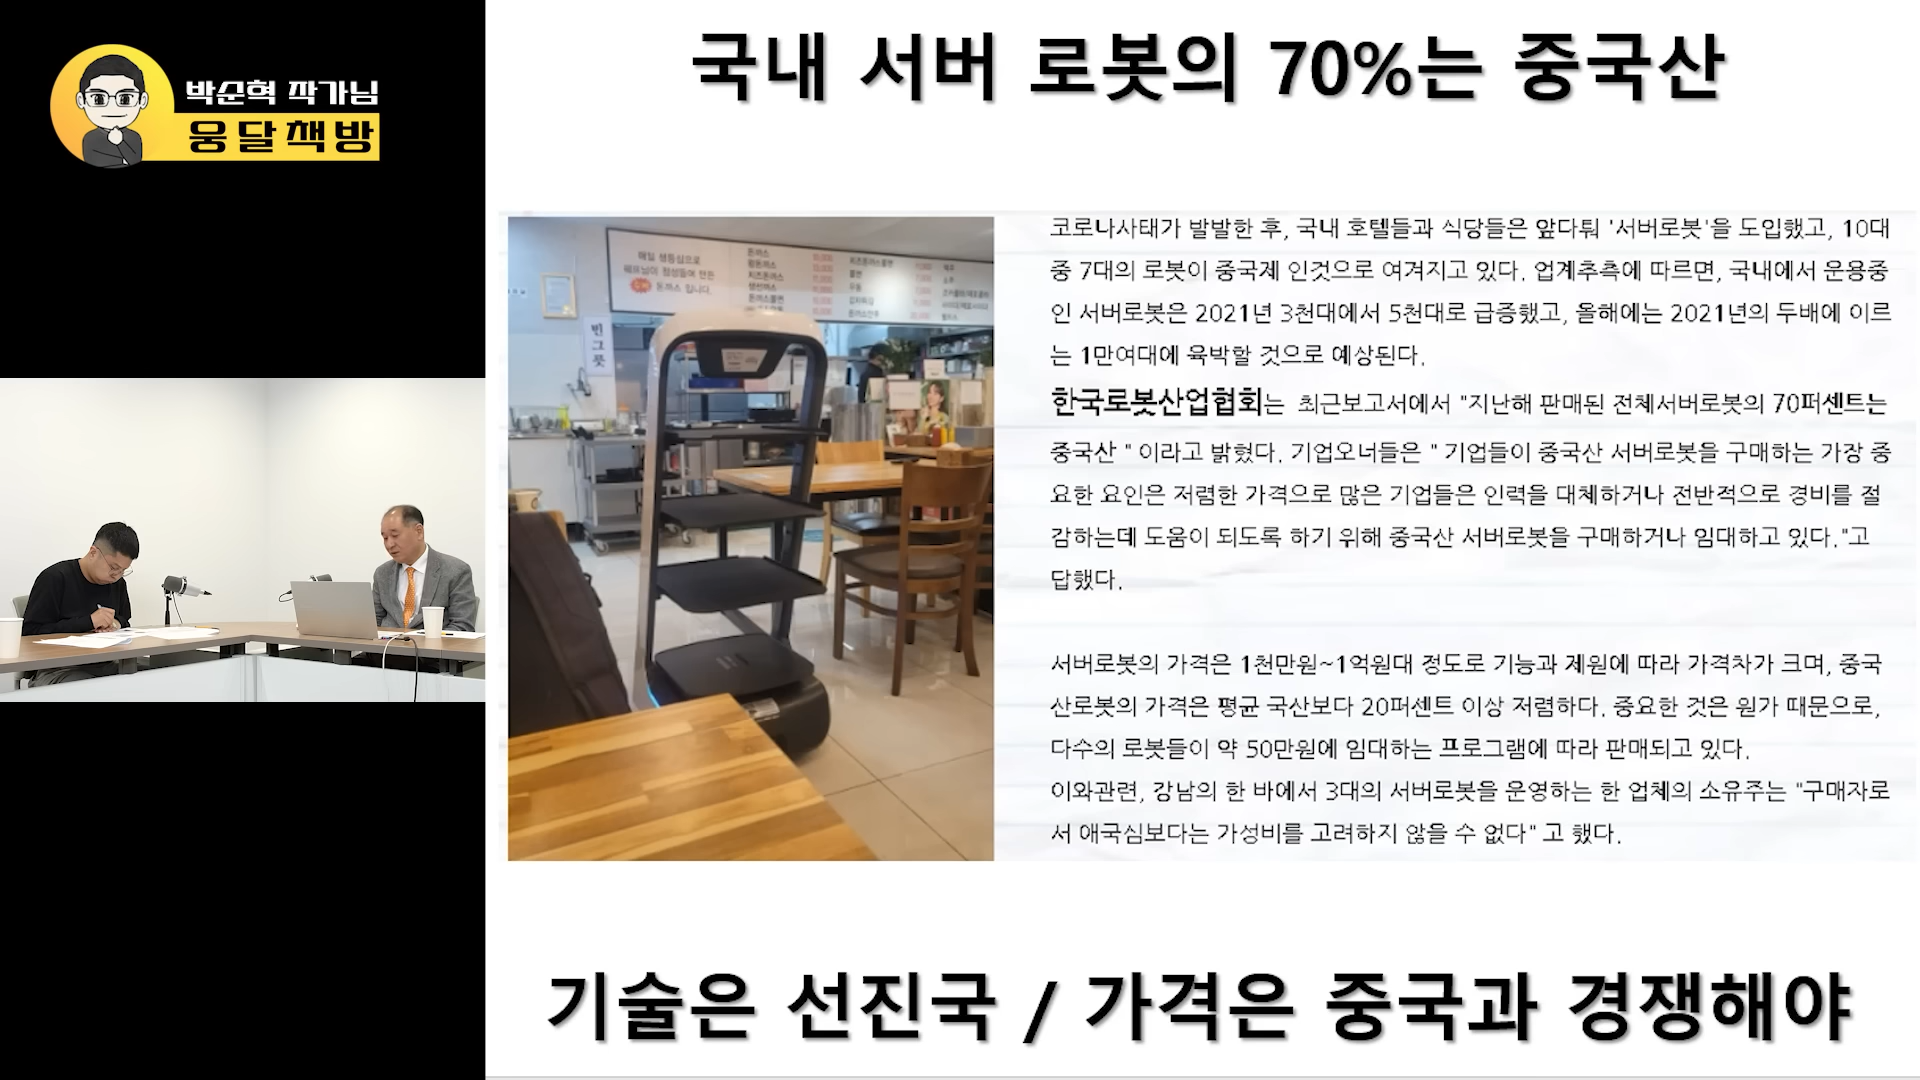 박순혁 작가님
웅달책방
국내 서버 로봇의 70%는 중국산
매일 생등심으로
돈까스 입니다.
돈까스
치즈돈까스
빈그릇
코로나사태가 발발한 후, 국내 호텔들과 식당들은 앞다퉈 '서버로봇'을 도입했고, 10대
중 7대의 로봇이 중국제 인것으로 여겨지고 있다. 업계추측에 따르면, 국내에서 운용중
인 서버로봇은 2021년 3천대에서 5천대로 급증했고, 올해에는 2021년의 두배에 이르
는 1만여대에 육박할 것으로 예상된다.
한국로봇산업협회는 최근보고서에서 "지난해 판매된 전체서버로봇의 70퍼센트는
중국산 " 이라고 밝혔다. 기업오너들은 " 기업들이 중국산 서버로봇을 구매하는 가장 중
요한 요인은 저렴한 가격으로 많은 기업들은 인력을 대체하거나 전반적으로 경비를 절
감하는데 도움이 되도록 하기 위해 중국산 서버로봇을 구매하거나 임대하고 있다."고
답했다.
서버로봇의 가격은 1천만원~1억원대 정도로 기능과 제원에 따라 가격차가 크며, 중국
산로봇의 가격은 평균 국산보다 20퍼센트 이상 저렴하다. 중요한 것은 원가 때문으로,
다수의 로봇들이 약 50만원에 임대하는 프로그램에 따라 판매되고 있다.
이와관련, 강남의 한 바에서 3대의 서버로봇을 운영하는 한 업체의 소유주는 "구매자로
서 애국심보다는 가성비를 고려하지 않을 수 없다" 고 했다.
기술은 선진국 / 가격은 중국과 경쟁해야